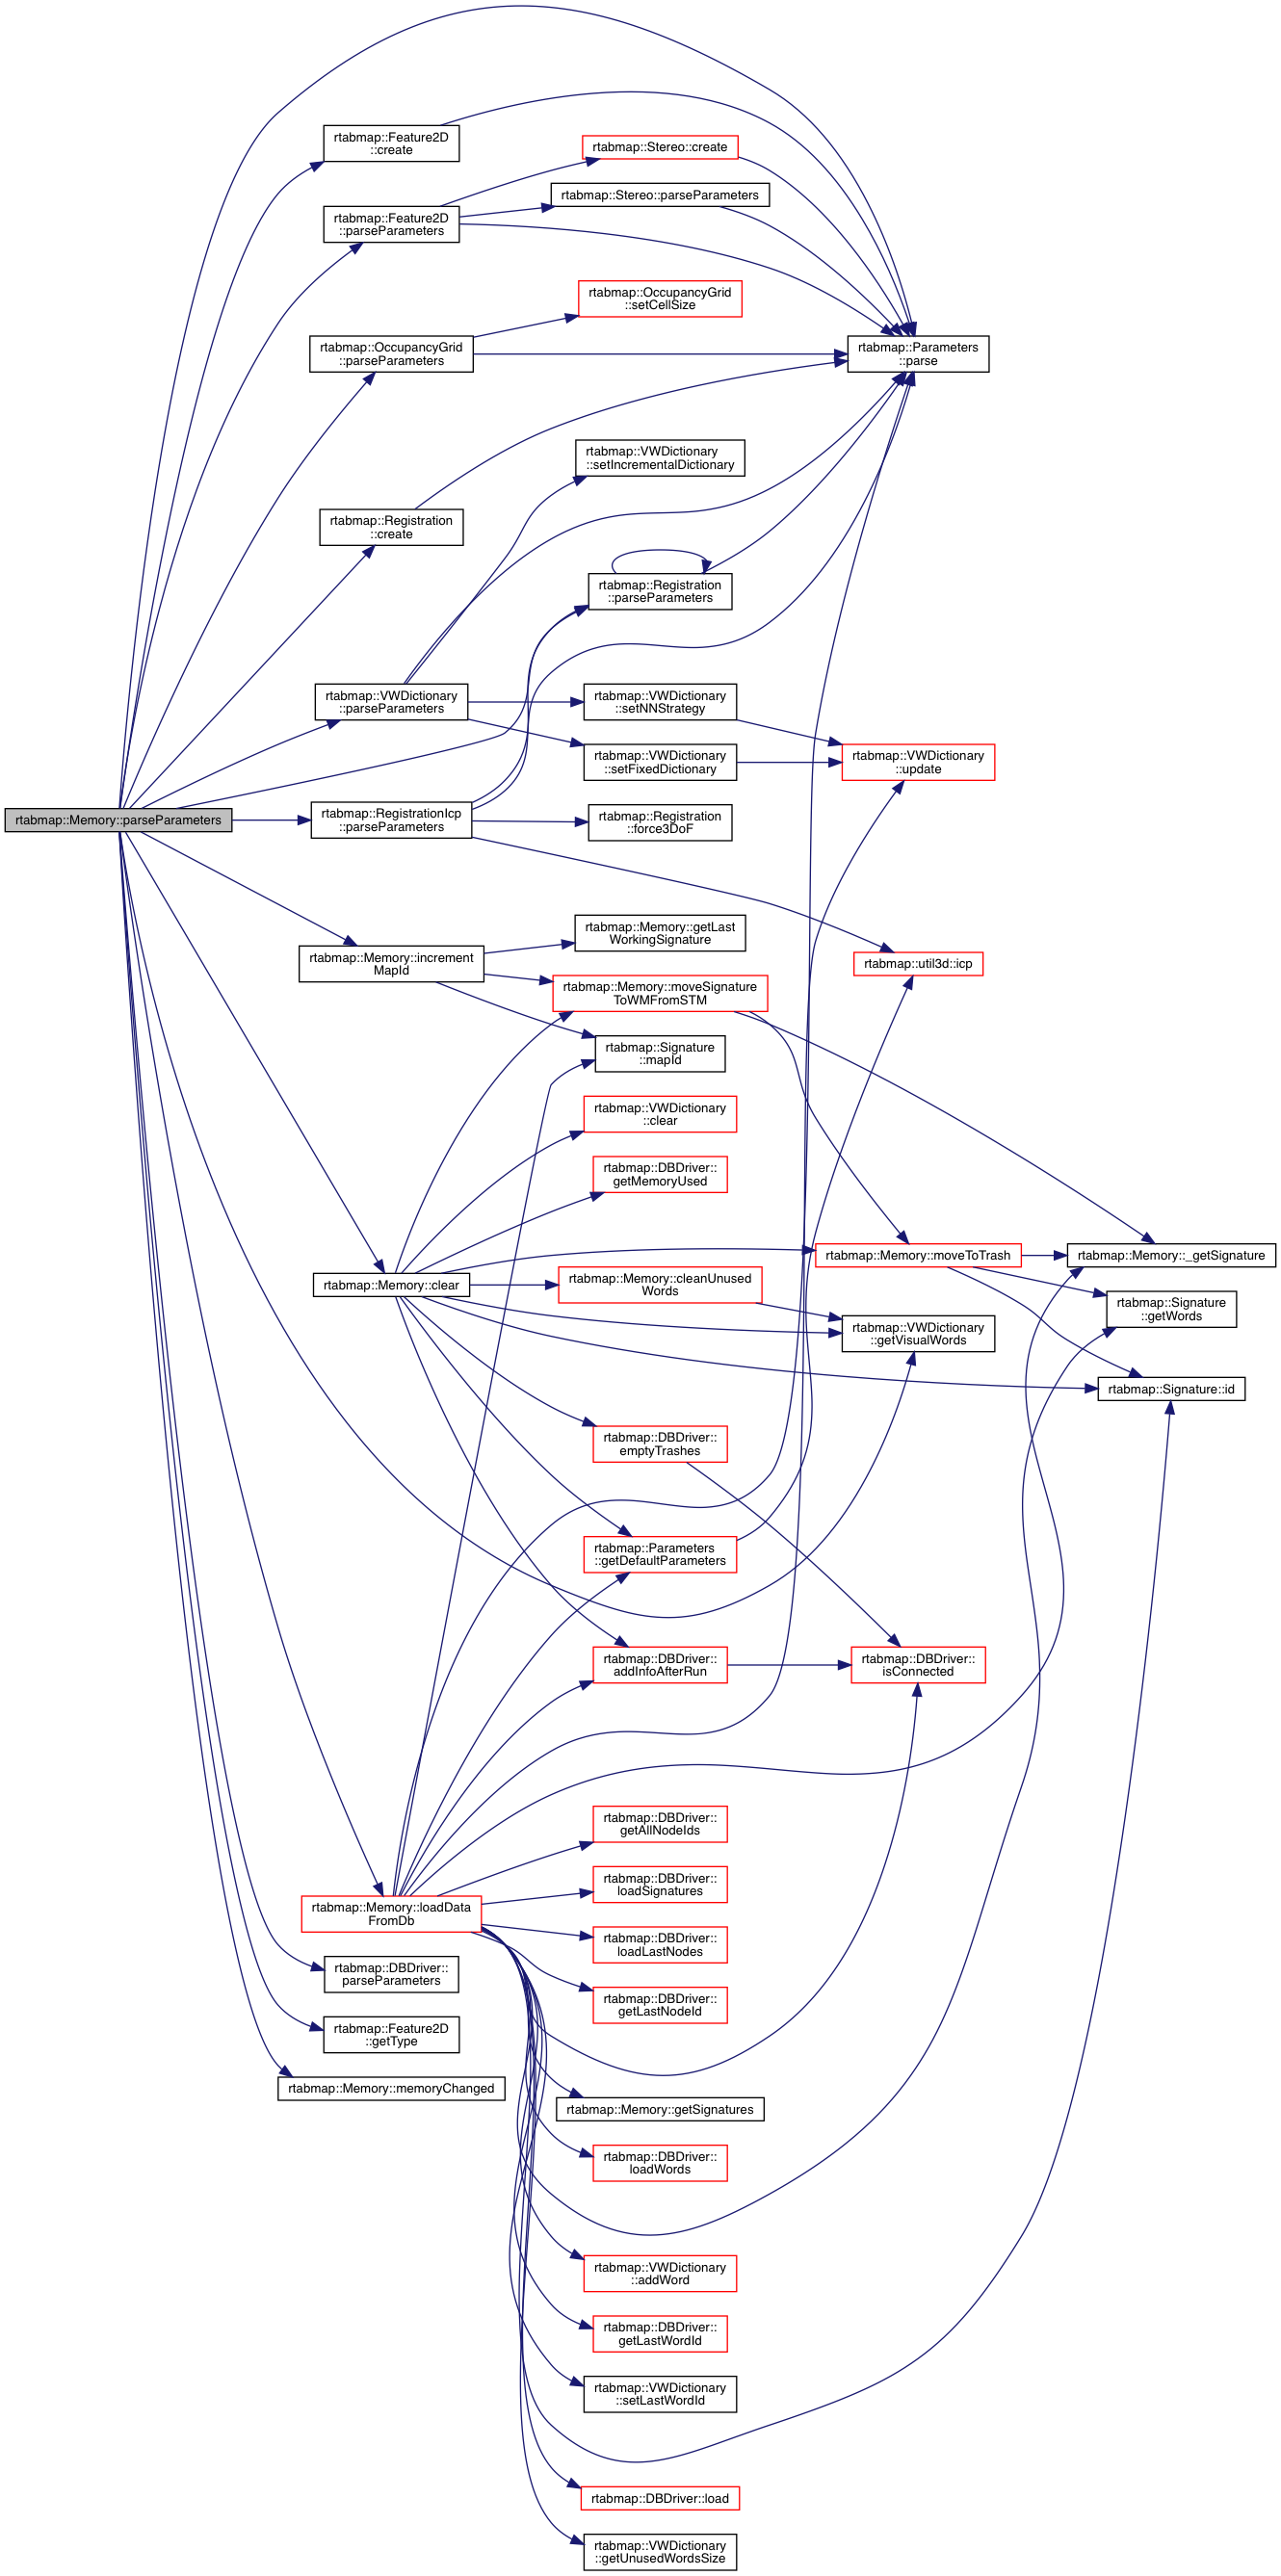 rtabmap::Feature2D
::create
rtabmap::Stereo::create
rtabmap::Stereo::parseParameters
rtabmap::Feature2D
::parseParameters
rtabmap::OccupancyGrid
::setCellSize
rtabmap::OccupancyGrid
::parseParameters
rtabmap::Parameters
::parse
rtabmap::VWDictionary
::setIncrementalDictionary
rtabmap::Registration
::create
rtabmap::Registration
::parseParameters
rtabmap::VWDictionary
::parseParameters
rtabmap::VWDictionary
::setNNStrategy
rtabmap::VWDictionary
::setFixedDictionary
rtabmap::VWDictionary
::update
rtabmap::Memory::parseParameters
rtabmap::RegistrationIcp
::parseParameters
rtabmap::Registration
::force3DoF
rtabmap::Memory::getLast
WorkingSignature
rtabmap::Memory::increment
MapId
rtabmap::util3d::icp
rtabmap::Memory::moveSignature
ToWMFromSTM
rtabmap::Signature
::mapId
rtabmap::VWDictionary
::clear
rtabmap::DBDriver::
getMemoryUsed
rtabmap::Memory::moveToTrash
rtabmap::Memory::_getSignature
rtabmap::Memory::clear
rtabmap::Memory::cleanUnused
Words
rtabmap::Signature
::getWords
rtabmap::VWDictionary
::getVisualWords
rtabmap::Signature::id
rtabmap::DBDriver::
emptyTrashes
rtabmap::Parameters
::getDefaultParameters
rtabmap::DBDriver::
addInfoAfterRun
rtabmap::DBDriver::
isConnected
rtabmap::DBDriver::
getAllNodeIds
rtabmap::DBDriver::
loadSignatures
rtabmap::Memory::loadData
FromDb
rtabmap::DBDriver::
loadLastNodes
rtabmap::DBDriver::
parseParameters
rtabmap::DBDriver::
getLastNodeId
rtabmap::Feature2D
::getType
rtabmap::Memory::memoryChanged
rtabmap::Memory::getSignatures
rtabmap::DBDriver::
loadWords
rtabmap::VWDictionary
::addWord
rtabmap::DBDriver::
getLastWordId
rtabmap::VWDictionary
::setLastWordId
rtabmap::DBDriver::load
rtabmap::VWDictionary
::getUnusedWordsSize